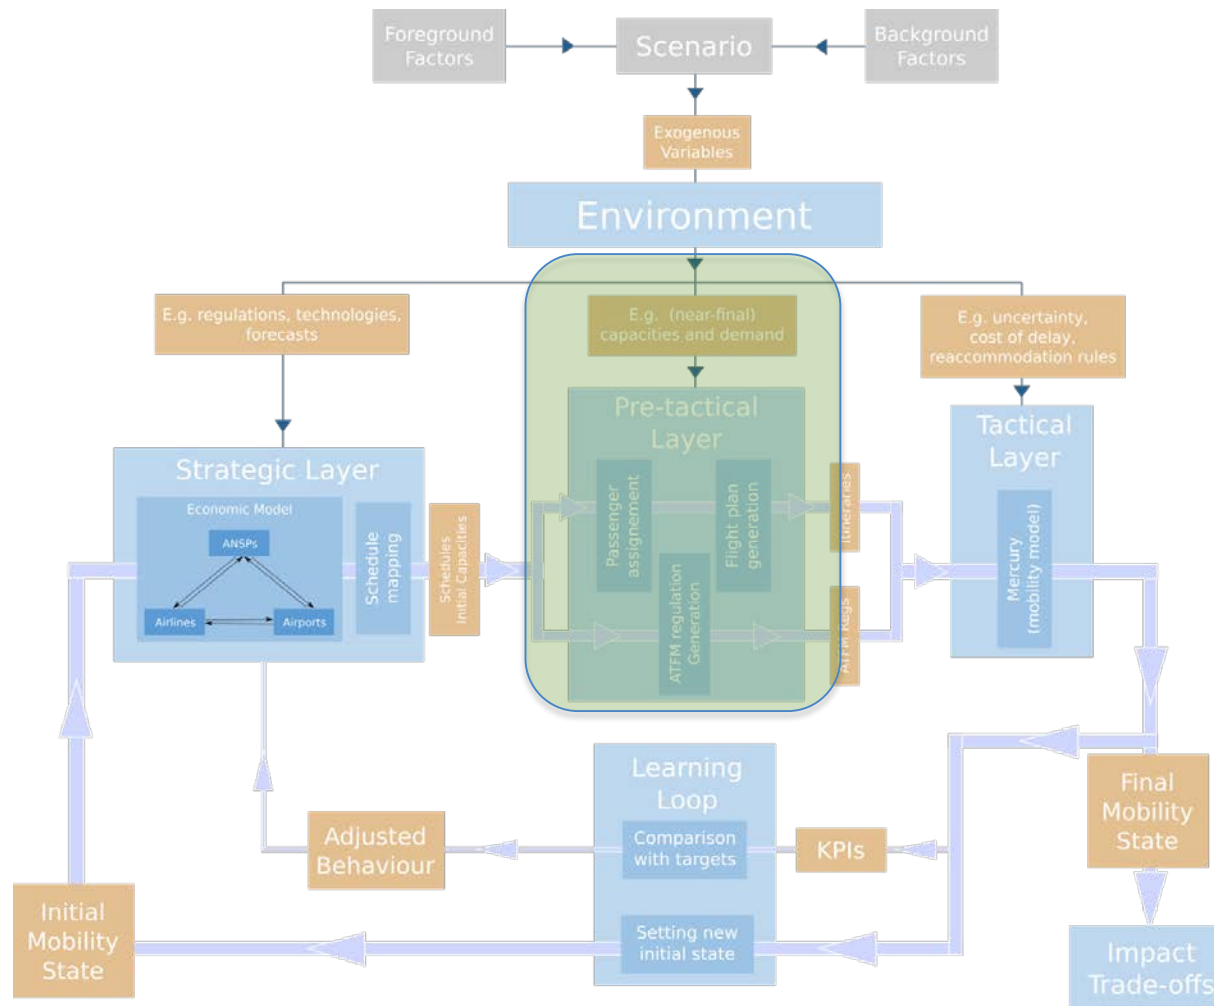 Foreground
Factors
Scenario
Background
Factors
Exogenous
Variables
Environment
E.g. regulations, technologies,
forecasts
E.g. (near-final)
capacities and demand
E.g. uncertainty,
cost of delay,
reaccommodation rules
Strategic Layer
Economic Model
ANSPs
Airlines
Airports
Schedule
mapping
Schedules
Initial Capacities
Pre-tactical
Layer
Passenger
assignement
Flight plan
generation
ATFM regulation
Generation
Itineraries
ATFM Regs
Tactical
Layer
Mercury
(mobility model)
Learning
Loop
Comparison
with targets
KPIs
Adjusted
Behaviour
Setting new
initial state
Initial
Mobility
State
Final
Mobility
State
Impact
Trade-offs